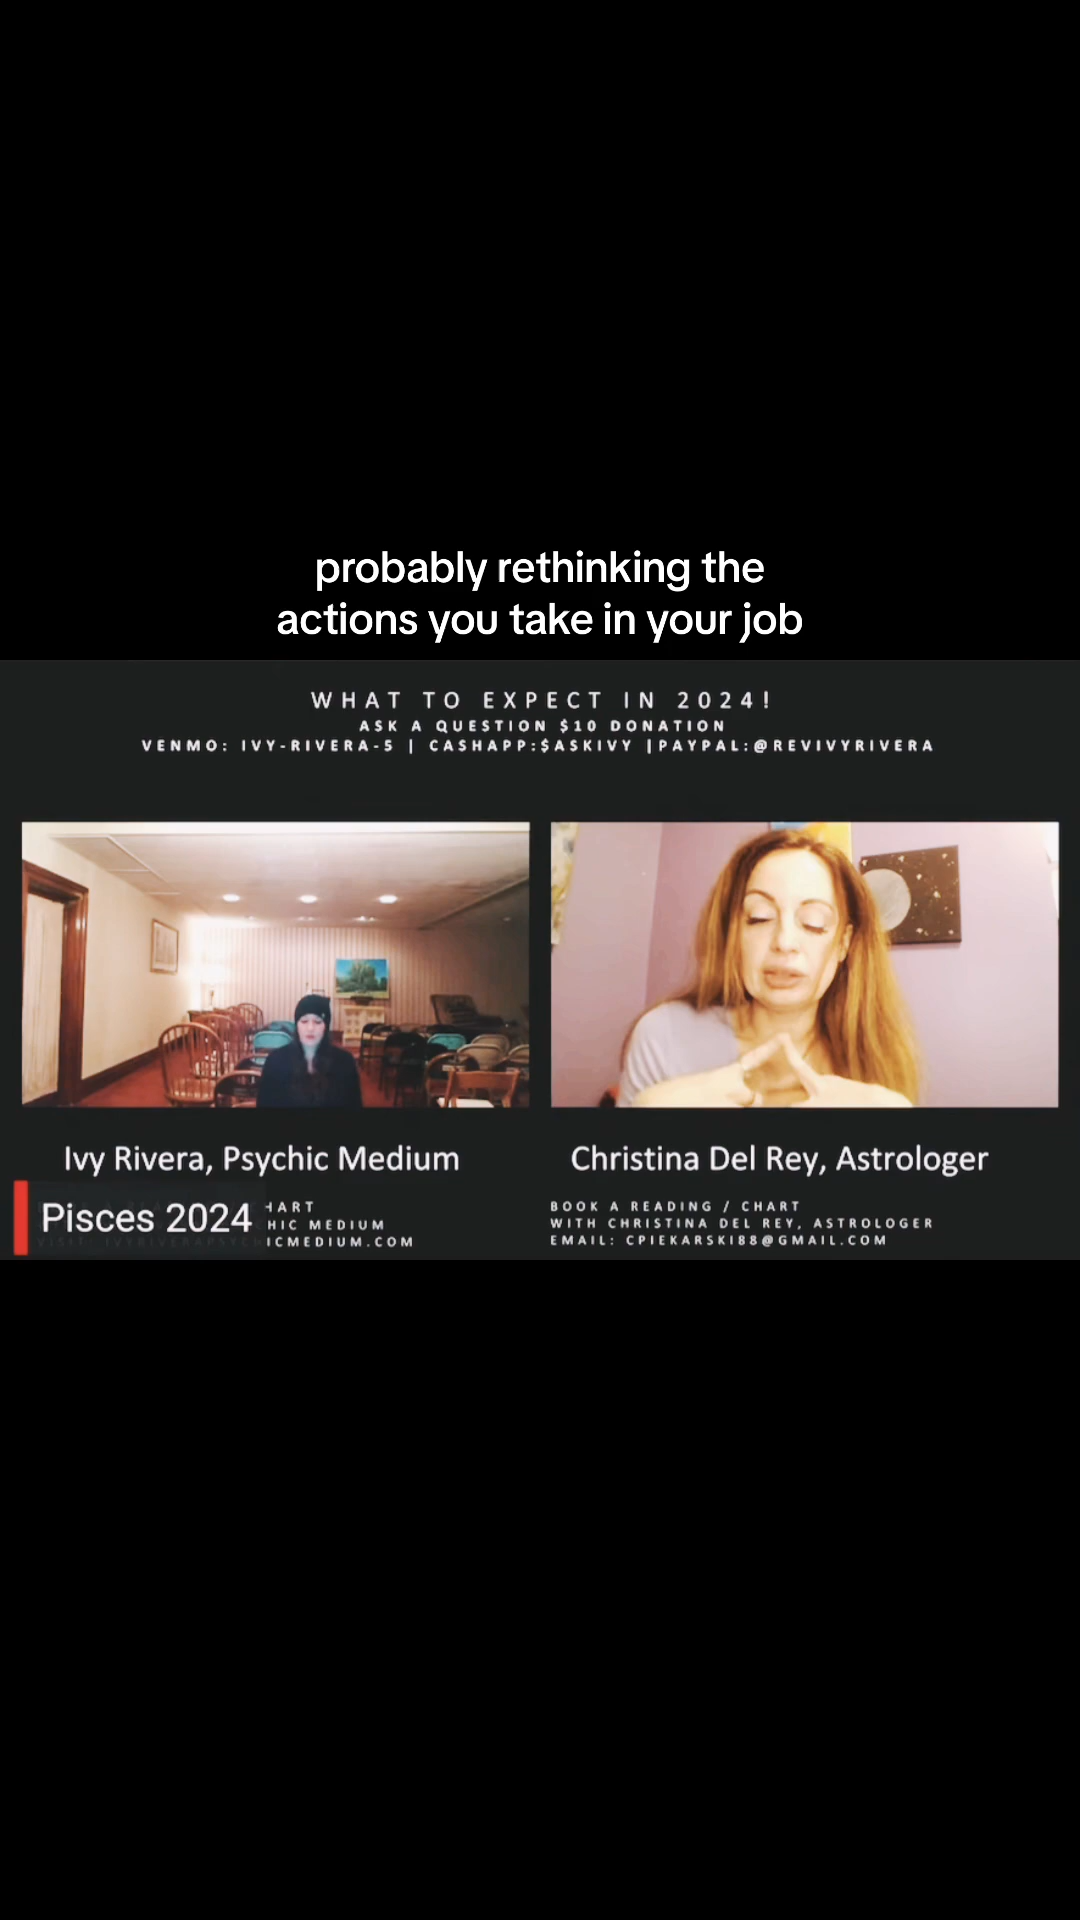 probably rethinking the
actions you take in your job
WHAT TO EXPECT IN 2024!
ASK A QUESTION $10 DONATION
VENMO: IVY-RIVERA-5 | CASHAPP:$ASKIVY |PAYPAL:@REVIVYRIVERA
Ivy Rivera, Psychic Medium
HART
HIC MEDIUM
ICMEDIUM.COM
Pisces 2024
Christina Del Rey, Astrologer
BOOK A READING / CHART
WITH CHRISTINA DEL REY, ASTROLOGER
EMAIL: CPIEKARSKI88@GMAIL.COM